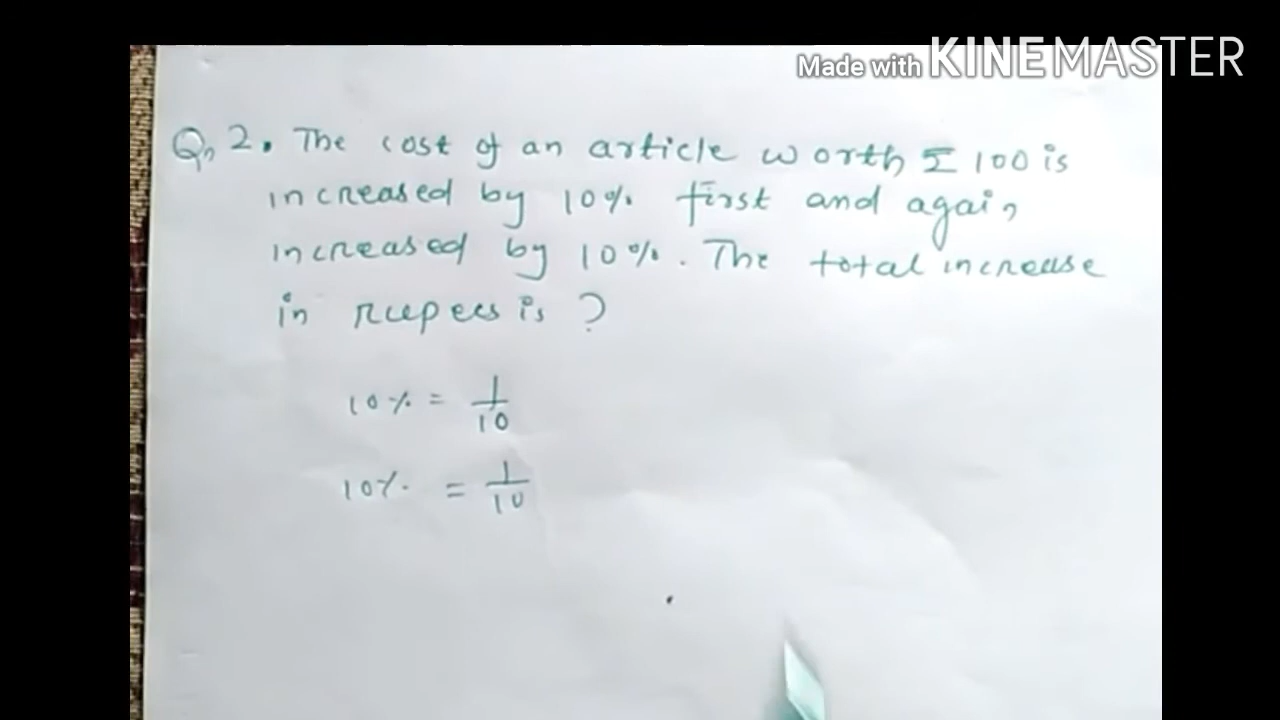 Made with KINEMASTER
Qn 2. The cost of an article worth ₹ 100 is
increased by 10% first and again
increased by 10%. The total increase
in rupees is ?
10% = 1/10
10% = 1/10